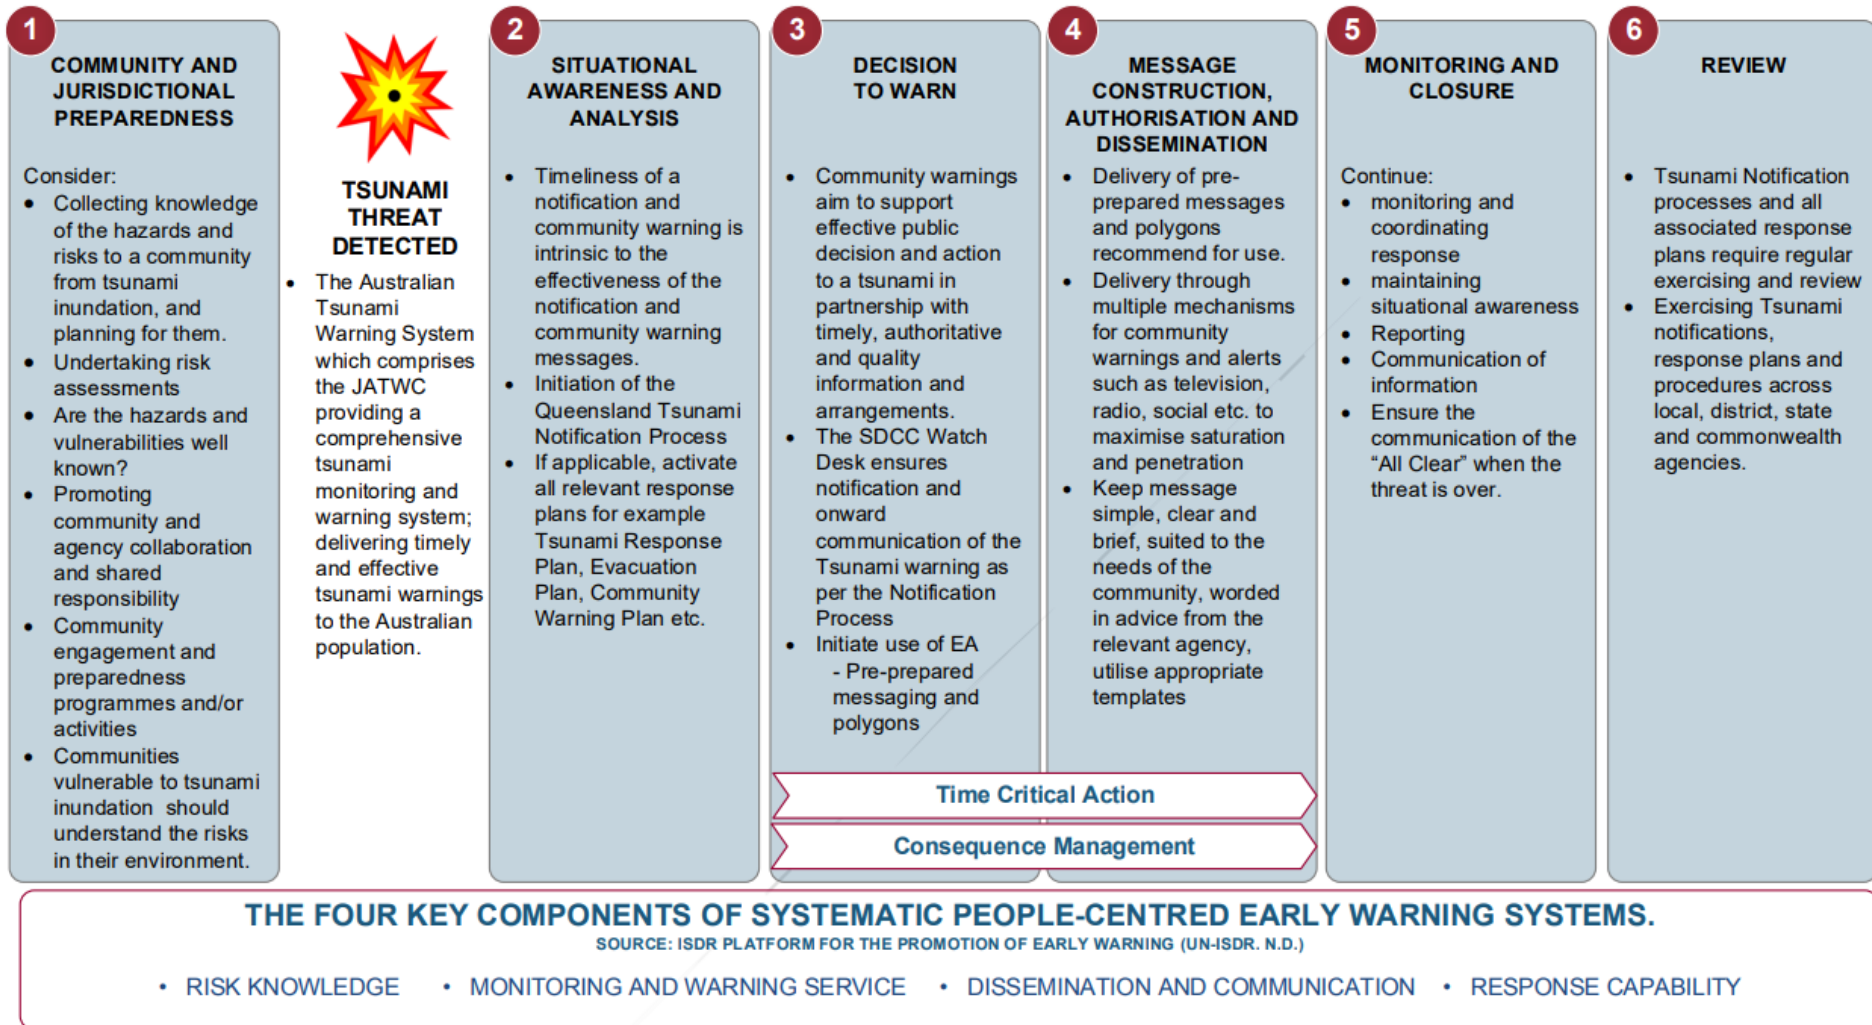 1
COMMUNITY AND
JURISDICTIONAL
PREPAREDNESS
Consider:
• Collecting knowledge
of the hazards and
risks to a community
from tsunami
inundation, and
planning for them.
• Undertaking risk
assessments
• Are the hazards and
vulnerabilities well
known?
• Promoting
community and
agency collaboration
and shared
responsibility
• Community
engagement and
preparedness
programmes and/or
activities
• Communities
vulnerable to tsunami
inundation should
understand the risks
in their environment.
TSUNAMI
THREAT
DETECTED
• The Australian
Tsunami
Warning System
which comprises
the JATWC
providing a
comprehensive
tsunami
monitoring and
warning system;
delivering timely
and effective
tsunami warnings
to the Australian
population.
2
SITUATIONAL
AWARENESS AND
ANALYSIS
• Timeliness of a
notification and
community warning is
intrinsic to the
effectiveness of the
notification and
community warning
messages.
• Initiation of the
Queensland Tsunami
Notification Process
• If applicable, activate
all relevant response
plans for example
Tsunami Response
Plan, Evacuation
Plan, Community
Warning Plan etc.
3
DECISION
TO WARN
• Community warnings
aim to support
effective public
decision and action
to a tsunami in
partnership with
timely, authoritative
and quality
information and
arrangements.
• The SDCC Watch
Desk ensures
notification and
onward
communication of the
Tsunami warning as
per the Notification
Process
• Initiate use of EA
- Pre-prepared
messaging and
polygons
4
MESSAGE
CONSTRUCTION,
AUTHORISATION AND
DISSEMINATION
• Delivery of pre-
prepared messages
and polygons
recommend for use.
• Delivery through
multiple mechanisms
for community
warnings and alerts
such as television,
radio, social etc. to
maximise saturation
and penetration
• Keep message
simple, clear and
brief, suited to the
needs of the
community, worded
in advice from the
relevant agency,
utilise appropriate
templates
Time Critical Action
Consequence Management
5
MONITORING AND
CLOSURE
Continue:
• monitoring and
coordinating
response
• maintaining
situational awareness
• Reporting
• Communication of
information
• Ensure the
communication of the
“All Clear” when the
threat is over.
6
REVIEW
• Tsunami Notification
processes and all
associated response
plans require regular
exercising and review
• Exercising Tsunami
notifications,
response plans and
procedures across
local, district, state
and commonwealth
agencies.
THE FOUR KEY COMPONENTS OF SYSTEMATIC PEOPLE-CENTRED EARLY WARNING SYSTEMS.
SOURCE: ISDR PLATFORM FOR THE PROMOTION OF EARLY WARNING (UN-ISDR. N.D.)
• RISK KNOWLEDGE • MONITORING AND WARNING SERVICE • DISSEMINATION AND COMMUNICATION • RESPONSE CAPABILITY